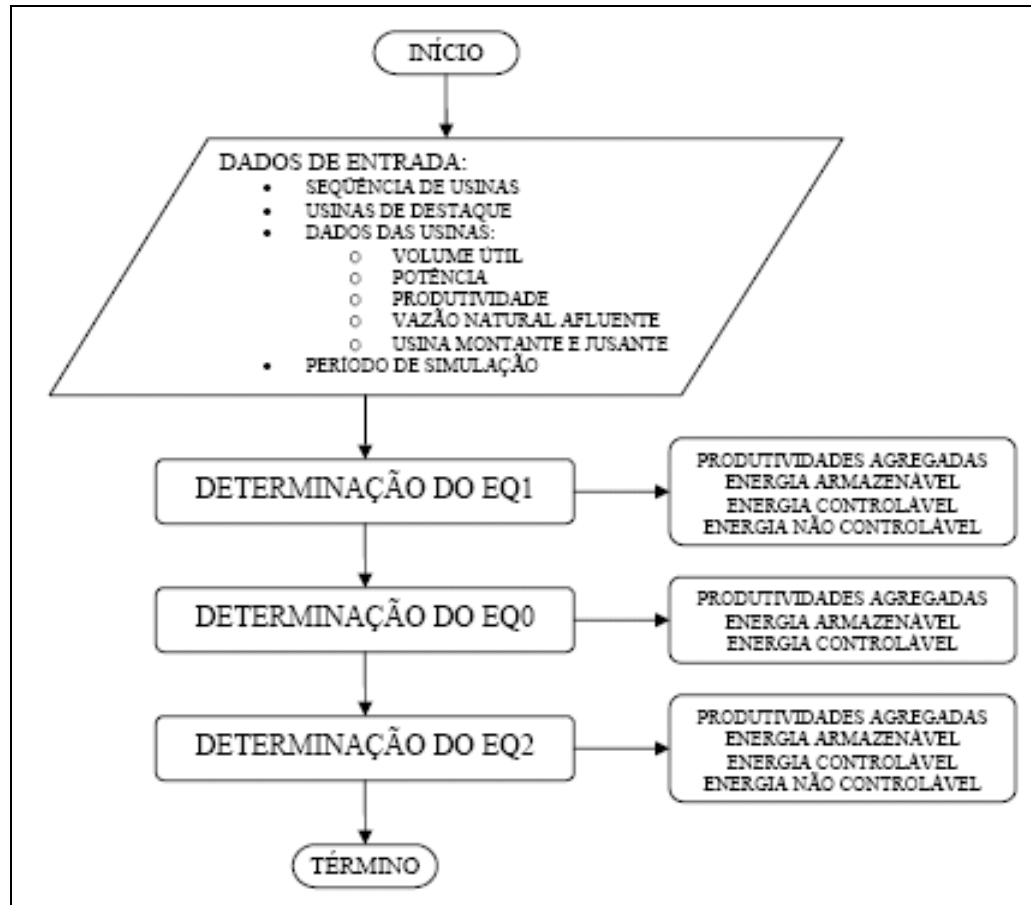 INÍCIO
DADOS DE ENTRADA:
• SEQÜÊNCIA DE USINAS
• USINAS DE DESTAQUE
• DADOS DAS USINAS:
o VOLUME ÚTIL
o POTÊNCIA
o PRODUTIVIDADE
o VAZÃO NATURAL AFLUENTE
o USINA MONTANTE E JUSANTE
• PERÍODO DE SIMULAÇÃO
DETERMINAÇÃO DO EQ1
PRODUTIVIDADES AGREGADAS
ENERGIA ARMAZENÁVEL
ENERGIA CONTROLÁVEL
ENERGIA NÃO CONTROLÁVEL
DETERMINAÇÃO DO EQ0
PRODUTIVIDADES AGREGADAS
ENERGIA ARMAZENÁVEL
ENERGIA CONTROLÁVEL
DETERMINAÇÃO DO EQ2
PRODUTIVIDADES AGREGADAS
ENERGIA ARMAZENÁVEL
ENERGIA CONTROLÁVEL
ENERGIA NÃO CONTROLÁVEL
TÉRMINO